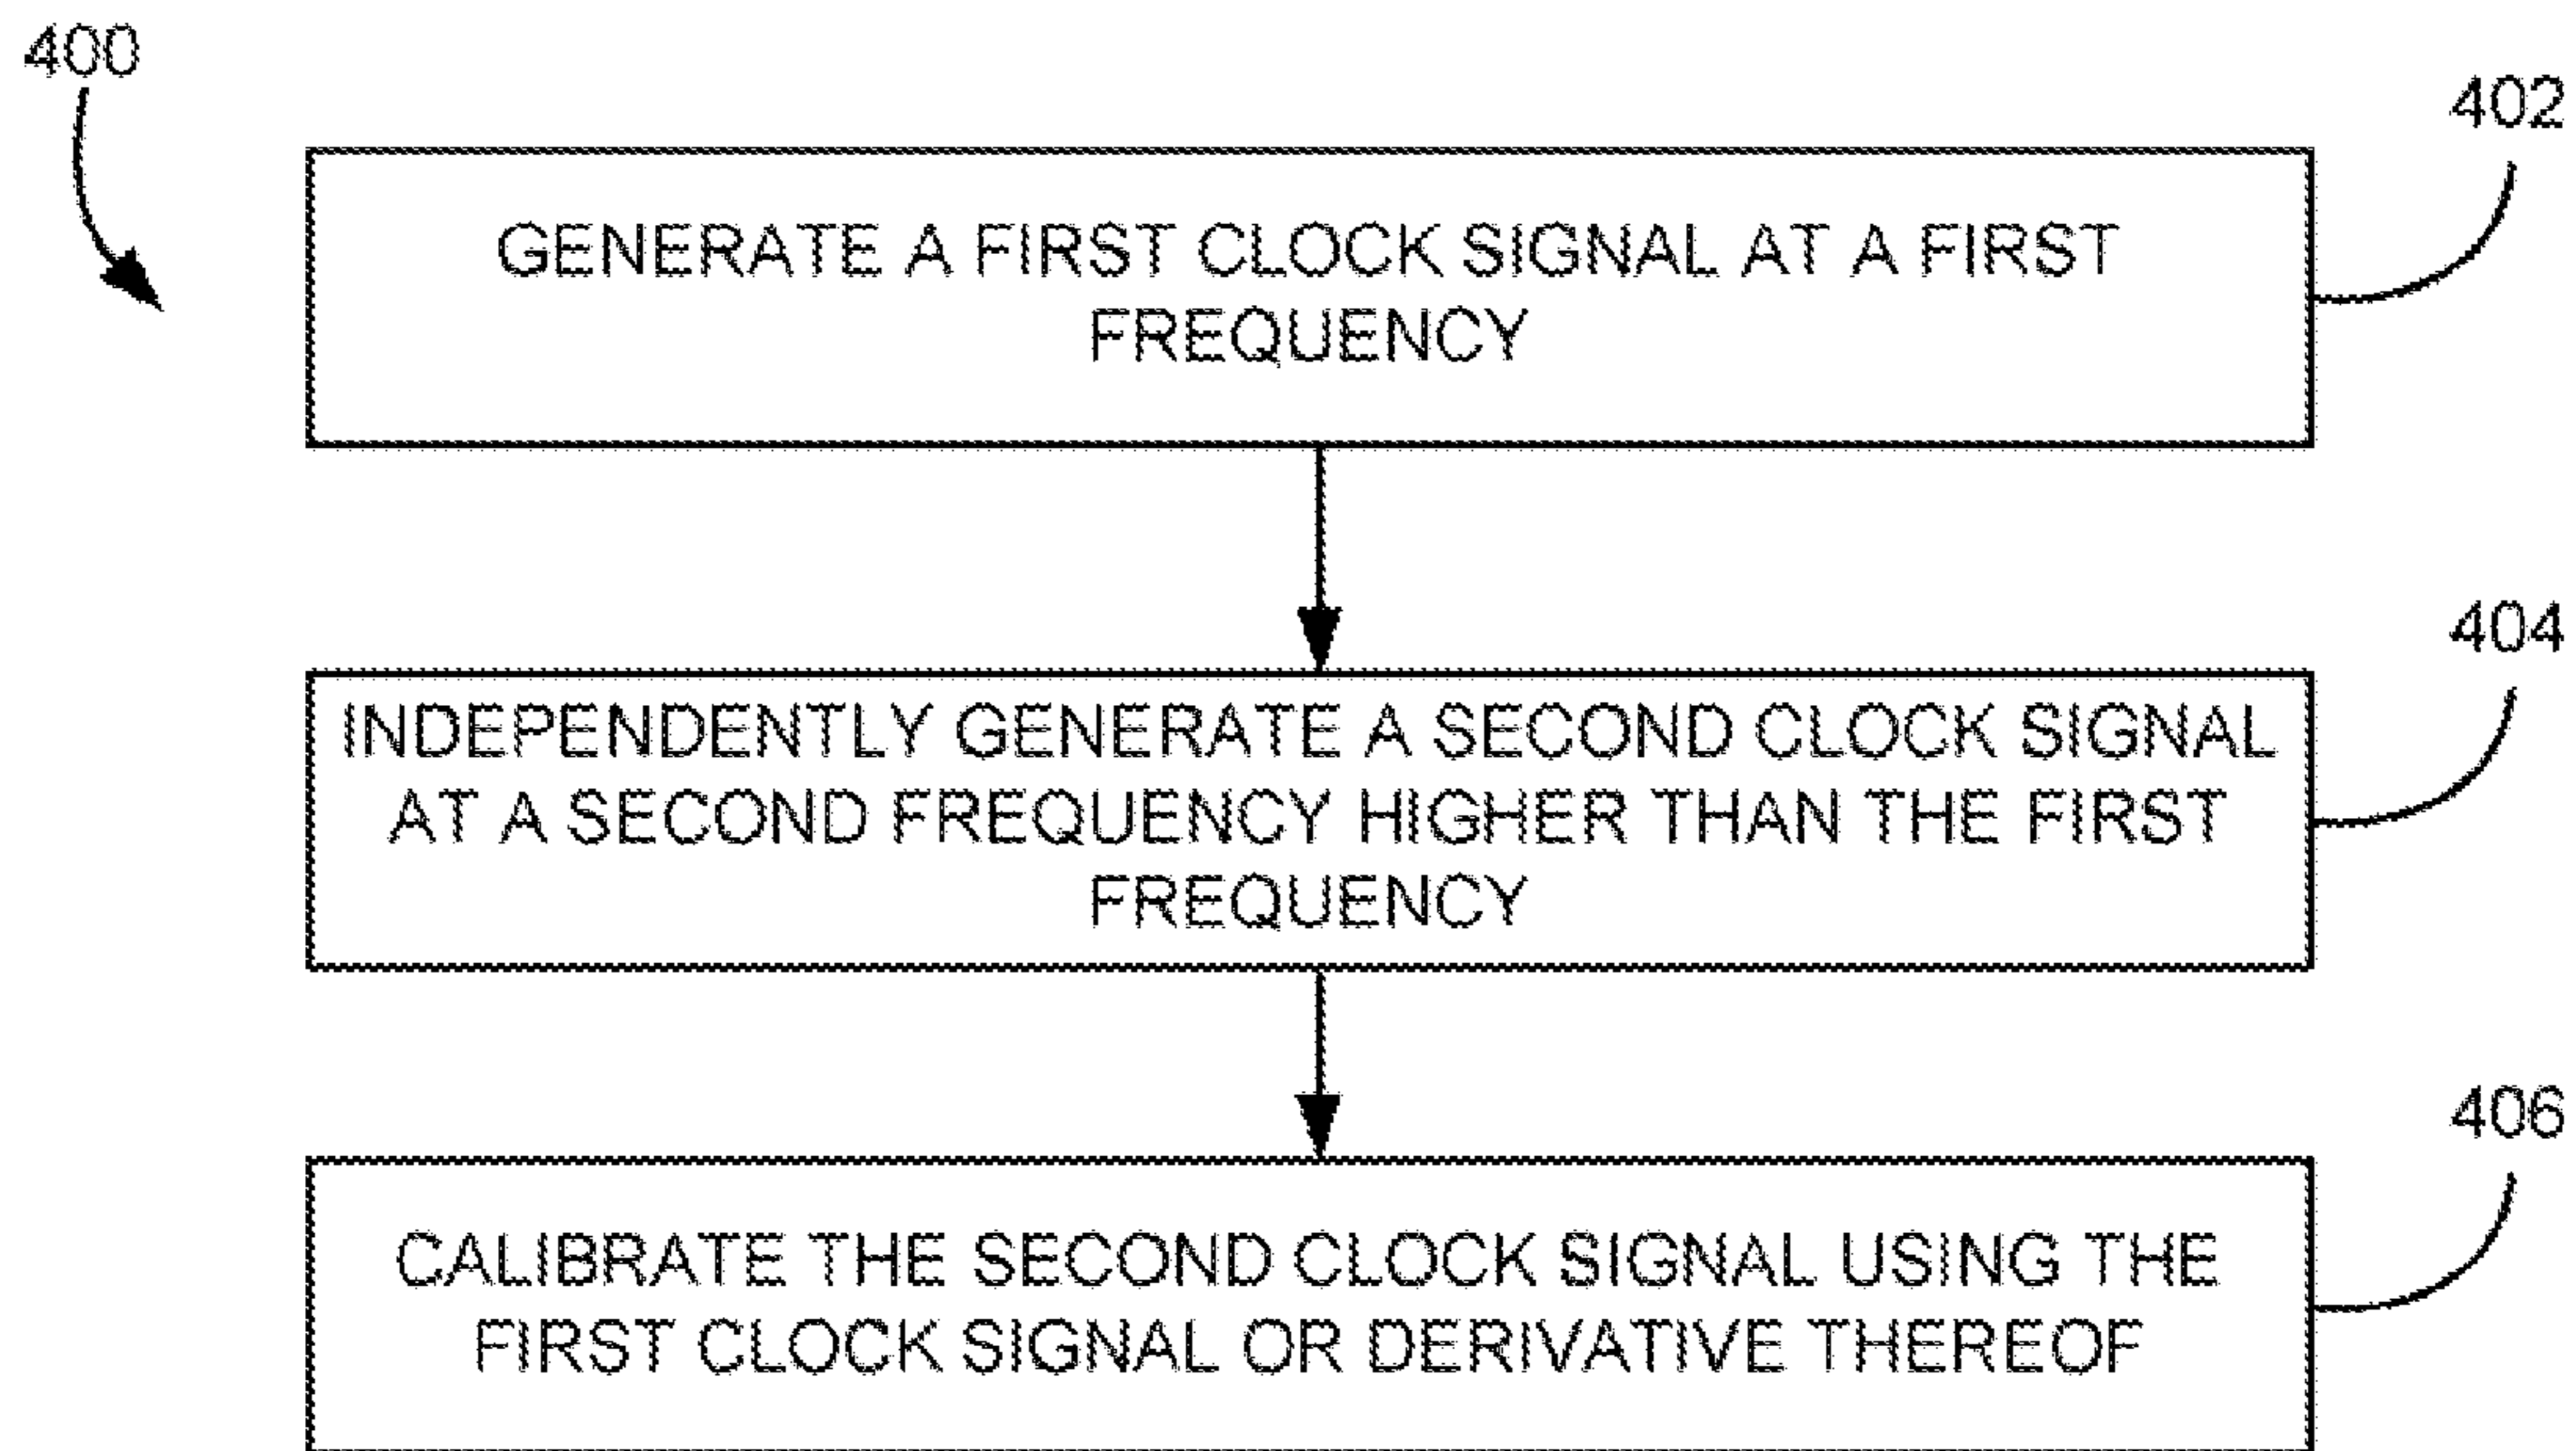 400
402
GENERATE A FIRST CLOCK SIGNAL AT A FIRST
FREQUENCY
404
INDEPENDENTLY GENERATE A SECOND CLOCK SIGNAL
AT A SECOND FREQUENCY HIGHER THAN THE FIRST
FREQUENCY
406
CALIBRATE THE SECOND CLOCK SIGNAL USING THE
FIRST CLOCK SIGNAL OR DERIVATIVE THEREOF